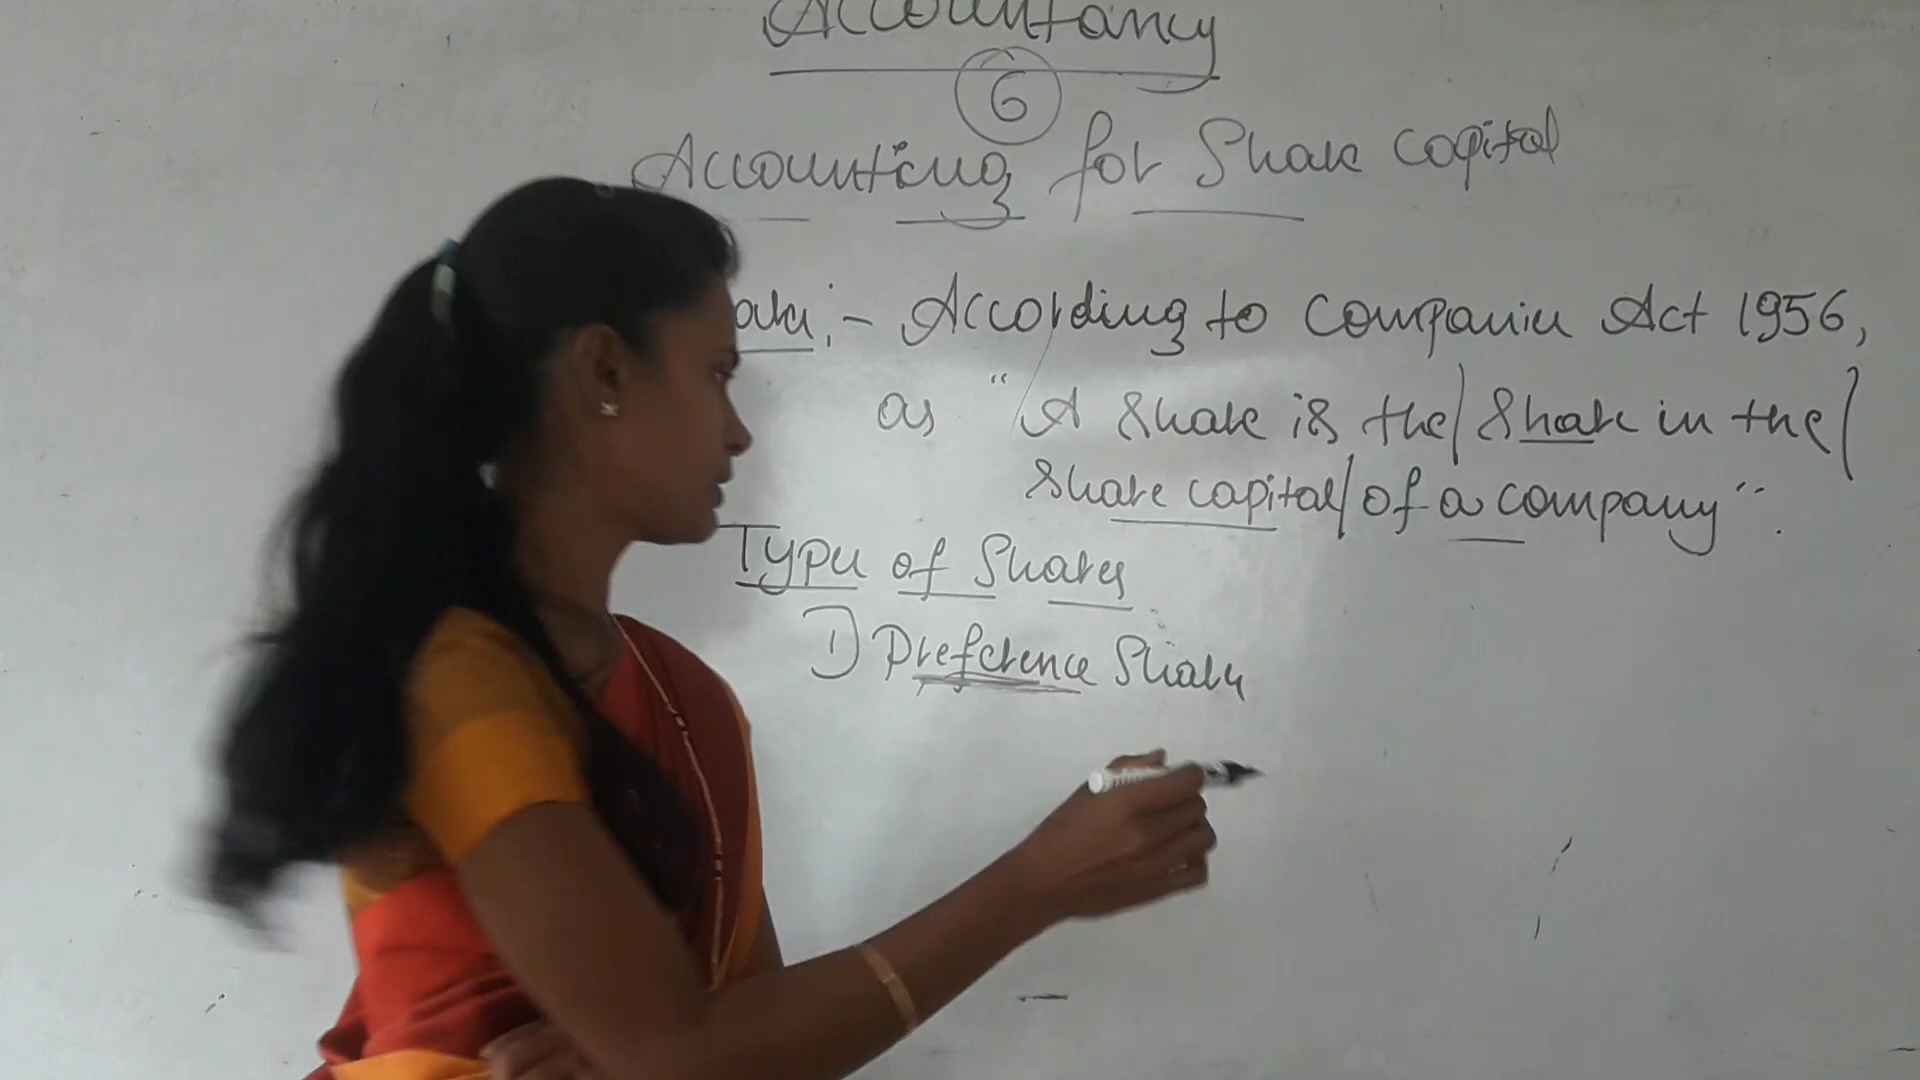 Accountancy
6
Accounting for Share capital
:- According to Companies Act 1956,
as "A share is the share in the
share capital of a company".
Types of Shares
1) Preference Shares